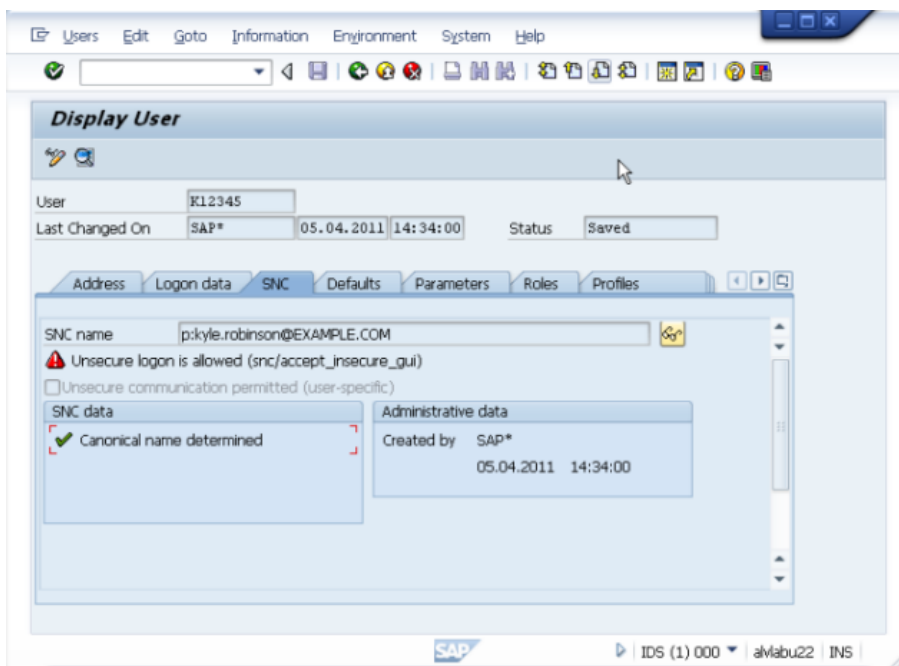 Users Edit Goto Information Environment System Help
Display User
User K12345
Last Changed On SAP* 05.04.2011 14:34:00 Status Saved
Address Logon data SNC Defaults Parameters Roles Profiles
SNC name p:kyle.robinson@EXAMPLE.COM
Unsecure logon is allowed (snc/accept_insecure_gui)
Unsecure communication permitted (user-specific)
SNC data Administrative data
Canonical name determined Created by SAP*
05.04.2011 14:34:00
SAP IDS (1) 000 alvlabu22 INS